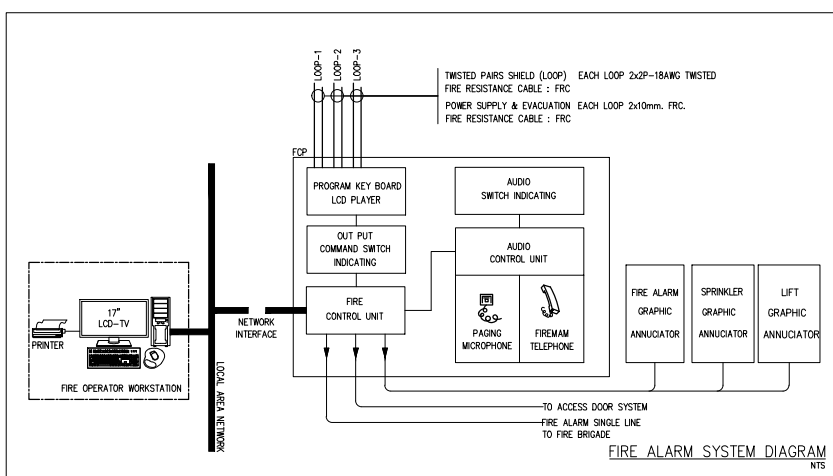 LOOP-1
LOOP-2
LOOP-3
TWISTED PAIRS SHIELD (LOOP) EACH LOOP 2x2P-18AWG TWISTED
FIRE RESISTANCE CABLE : FRC
POWER SUPPLY & EVACUATION EACH LOOP 2x10mm. FRC.
FIRE RESISTANCE CABLE : FRC
FCP
PROGRAM KEY BOARD
LCD PLAYER
AUDIO
SWITCH INDICATING
OUT PUT
COMMAND SWITCH
INDICATING
AUDIO
CONTROL UNIT
FIRE
CONTROL UNIT
PAGING
MICROPHONE
FIREMAM
TELEPHONE
FIRE ALARM
GRAPHIC
ANNUCIATOR
SPRINKLER
GRAPHIC
ANNUCIATOR
LIFT
GRAPHIC
ANNUCIATOR
17"
LCD-TV
PRINTER
FIRE OPERATOR WORKSTATION
NETWORK
INTERFACE
LOCAL AREA NETWORK
TO ACCESS DOOR SYSTEM
FIRE ALARM SINGLE LINE
TO FIRE BRIGADE
FIRE ALARM SYSTEM DIAGRAM
NTS